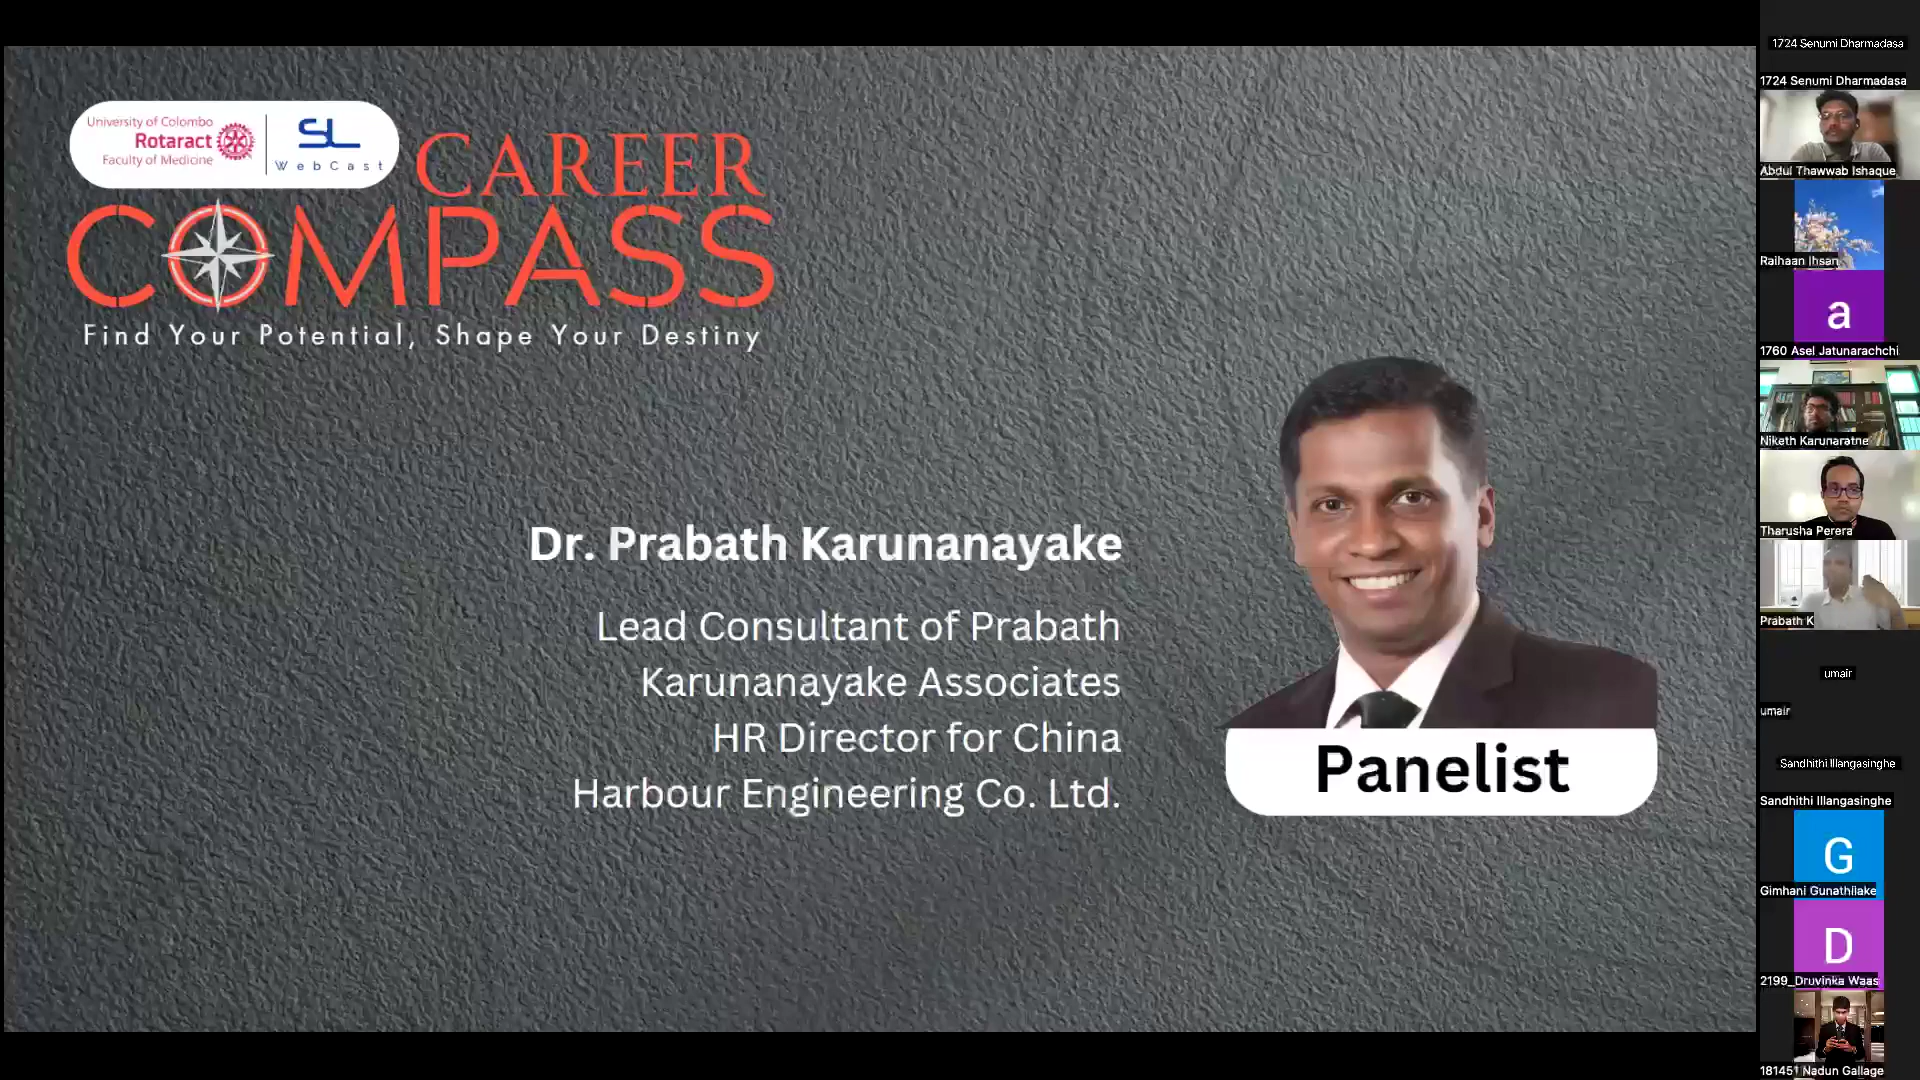 University of Colombo
Rotaract
Faculty of Medicine
SL
WebCast
CAREER
COMPASS
Find Your Potential, Shape Your Destiny
Dr. Prabath Karunanayake
Lead Consultant of Prabath
Karunanayake Associates
HR Director for China
Harbour Engineering Co. Ltd.
Panelist
1724 Senumi Dharmadasa
1724 Senumi Dharmadasa
Abdul Thawwab Ishaque
Raihaan Ihsan
a
1760 Asel Jatunarachchi
Niketh Karunaratne
Tharusha Perera
Prabath K
umair
umair
Sandhithi Illangasinghe
Sandhithi Illangasinghe
G
Gimhani Gunathilake
D
2199_Druvinka Waas
181451 Nadun Gallage